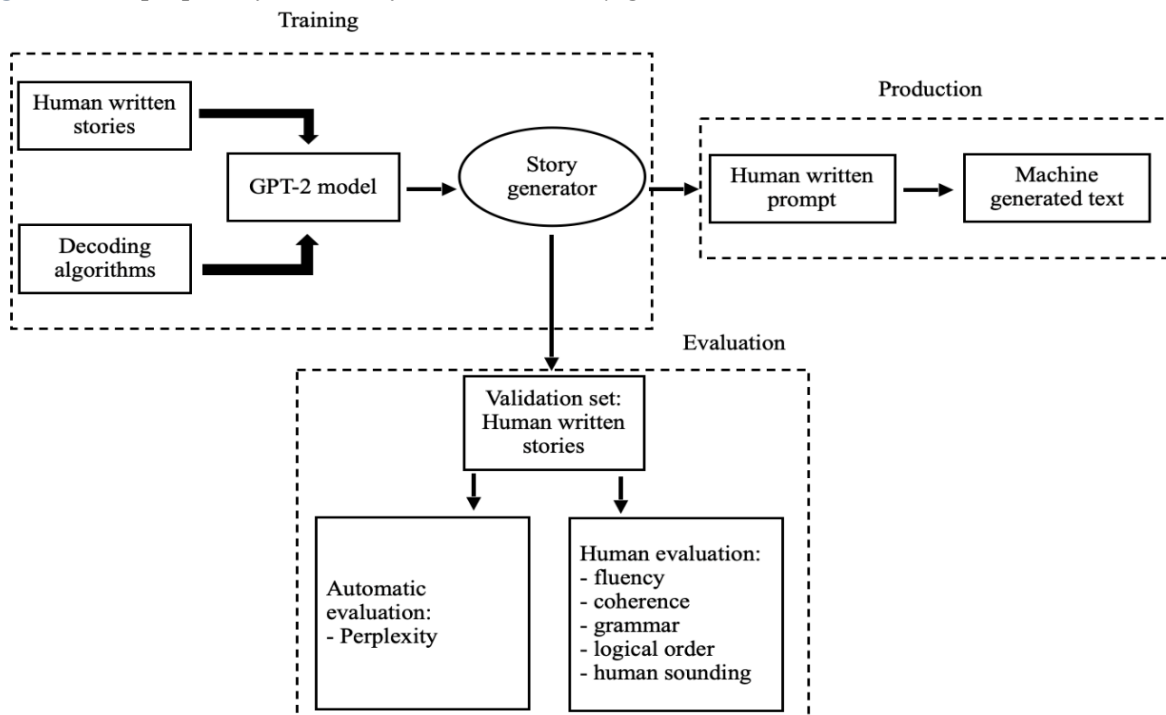 Training
Human written
stories
GPT-2 model
Decoding
algorithms
Story
generator
Production
Human written
prompt
Machine
generated text
Evaluation
Validation set:
Human written
stories
Automatic
evaluation:
- Perplexity
Human evaluation:
- fluency
- coherence
- grammar
- logical order
- human sounding